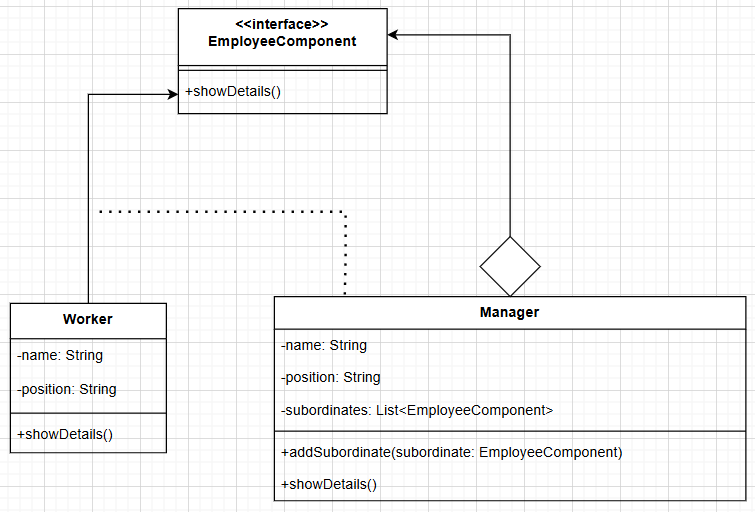 <<interface>>
EmployeeComponent
+showDetails()
Worker
-name: String
-position: String
+showDetails()
Manager
-name: String
-position: String
-subordinates: List<EmployeeComponent>
+addSubordinate(subordinate: EmployeeComponent)
+showDetails()